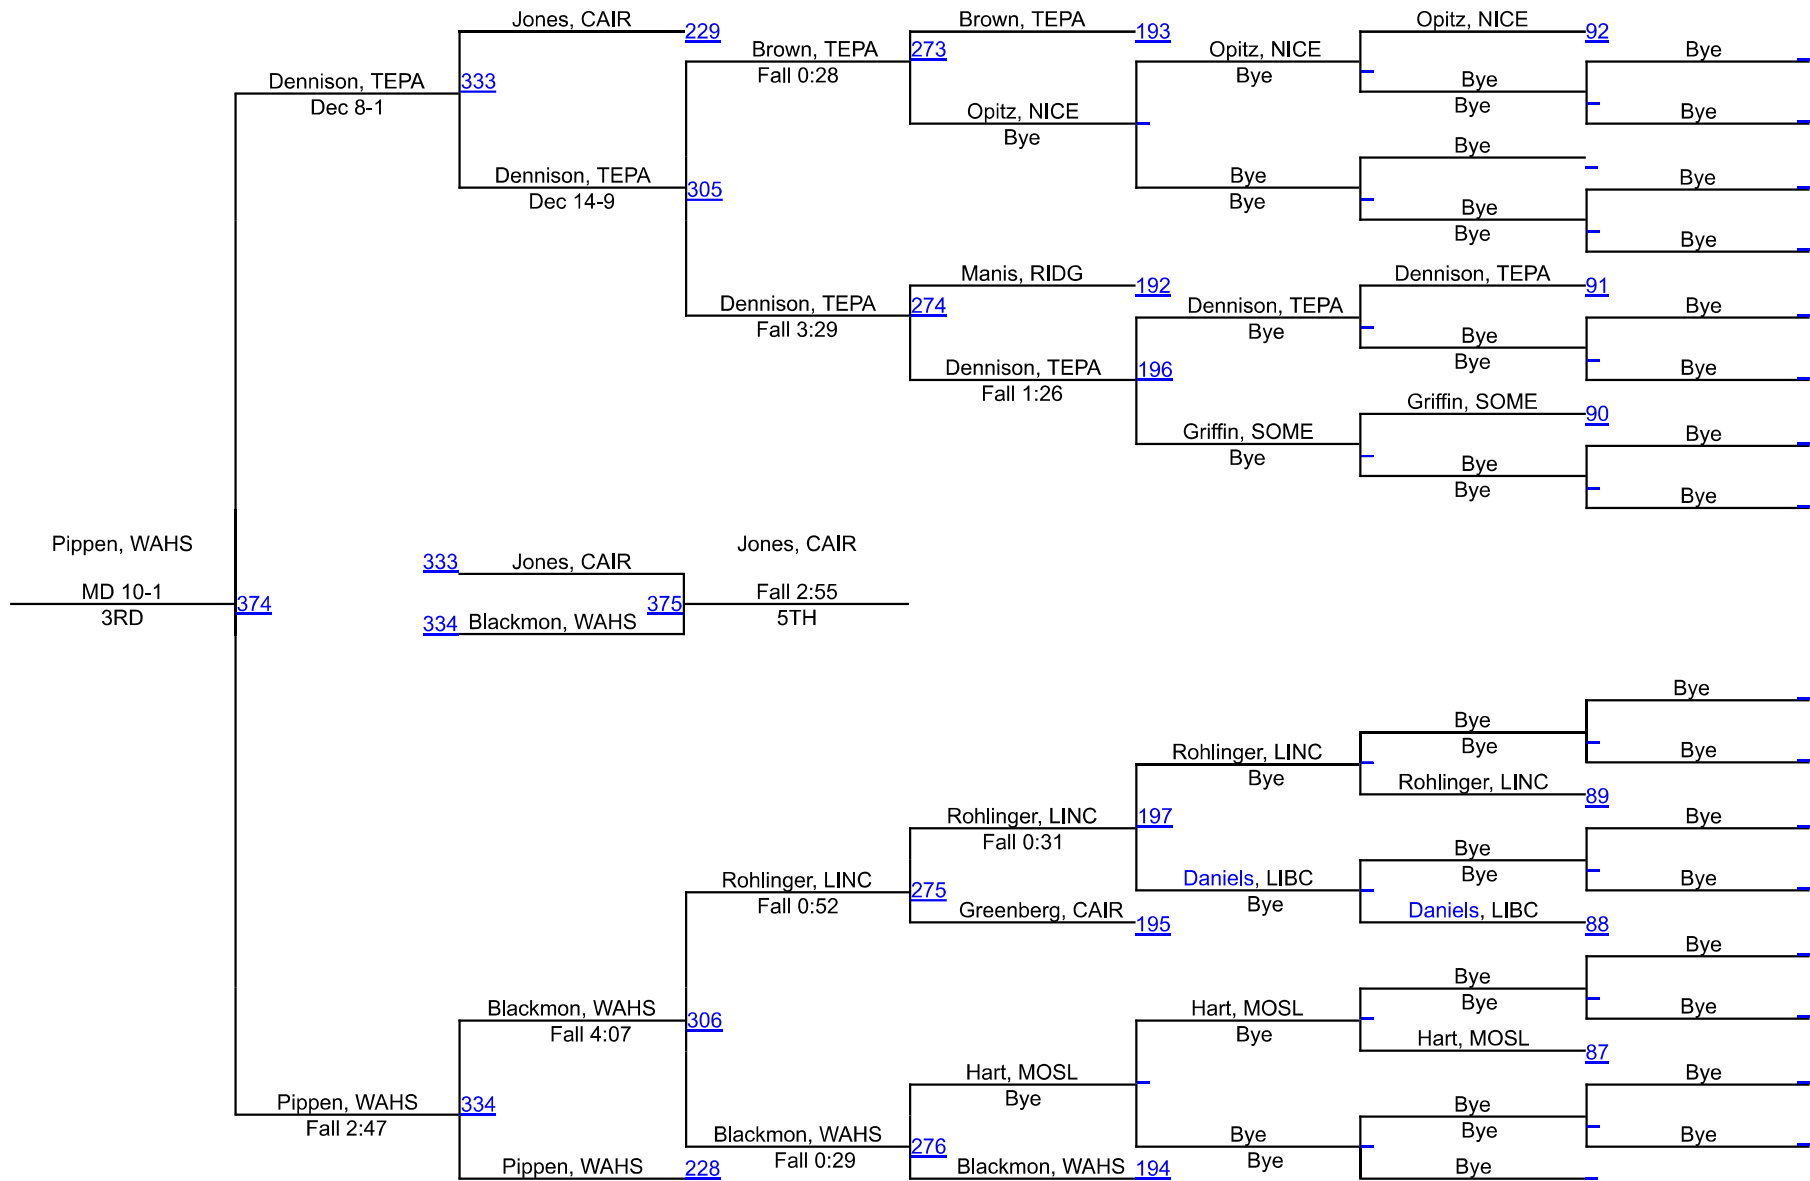 Jones, CAIR
229
Brown, TEPA
193
Opitz, NICE
92
Brown, TEPA
273
Opitz, NICE
Bye
Fall 0:28
Bye
Dennison, TEPA
333
Bye
Dec 8-1
Bye
Opitz, NICE
Bye
Bye
Bye
Dennison, TEPA
305
Bye
Bye
Dec 14-9
Bye
Bye
Bye
Bye
Manis, RIDG
192
Dennison, TEPA
91
Dennison, TEPA
274
Dennison, TEPA
Bye
Fall 3:29
Bye
Bye
Dennison, TEPA
196
Bye
Bye
Fall 1:26
Griffin, SOME
90
Griffin, SOME
Bye
Bye
Bye
Bye
Bye
Pippen, WAHS
333
Jones, CAIR
Jones, CAIR
MD 10-1
374
375
Fall 2:55
3RD
334
Blackmon, WAHS
5TH
Bye
Bye
Rohlinger, LINC
Bye
Bye
Bye
Rohlinger, LINC
89
Rohlinger, LINC
197
Bye
Fall 0:31
Bye
Rohlinger, LINC
275
Daniels, LIBC
Bye
Bye
Fall 0:52
Bye
Greenberg, CAIR
195
Daniels, LIBC
88
Bye
Bye
Blackmon, WAHS
306
Hart, MOSL
Bye
Bye
Fall 4:07
Bye
Hart, MOSL
87
Hart, MOSL
Bye
Bye
Pippen, WAHS
334
Bye
Fall 2:47
Blackmon, WAHS
276
Bye
Bye
Bye
Fall 0:29
Bye
Pippen, WAHS
228
Blackmon, WAHS
194
Bye